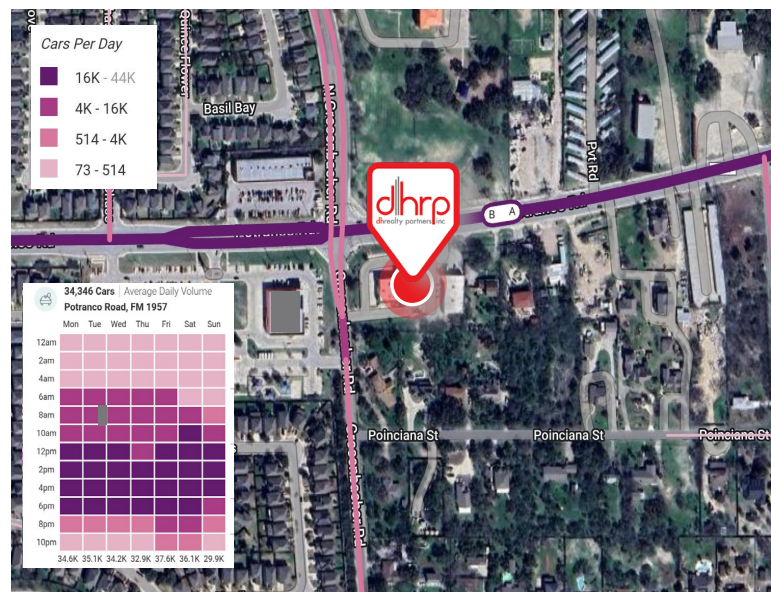 Cars Per Day
16K - 44K
4K - 16K
514 - 4K
73 - 514
Basil Bay
Pvt Rd
dhrp
dhrealty partners, inc
B A
34,346 Cars | Average Daily Volume
Potranco Road, FM 1957
Mon Tue Wed Thu Fri Sat Sun
12am
2am
4am
6am
8am
10am
12pm
2pm
4pm
6pm
8pm
10pm
34.6K 35.1K 34.2K 32.9K 37.6K 36.1K 29.9K
Poinciana St Poinciana St Poinciana St